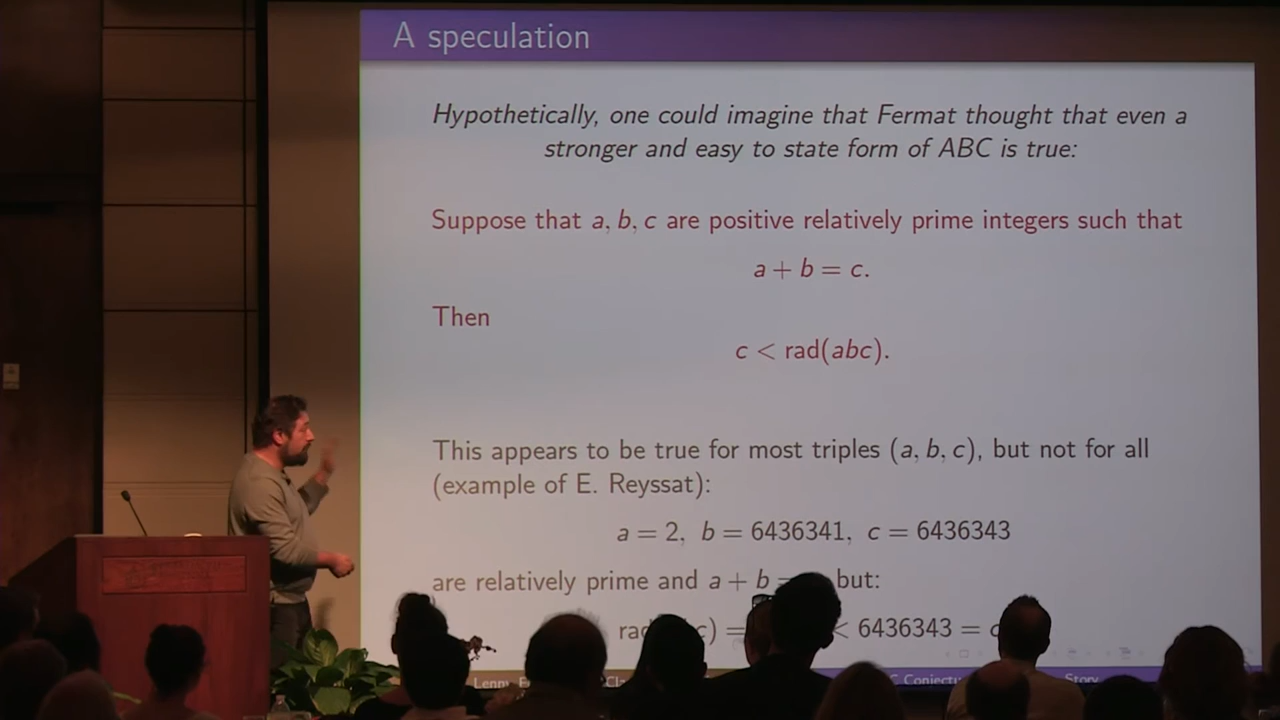 A speculation
Hypothetically, one could imagine that Fermat thought that even a
stronger and easy to state form of ABC is true:
Suppose that a, b, c are positive relatively prime integers such that
a + b = c.
Then
c < rad(abc).
This appears to be true for most triples (a, b, c), but not for all
(example of E. Reyssat):
a = 2, b = 6436341, c = 6436343
are relatively prime and a + b but:
< 6436343 =
Story